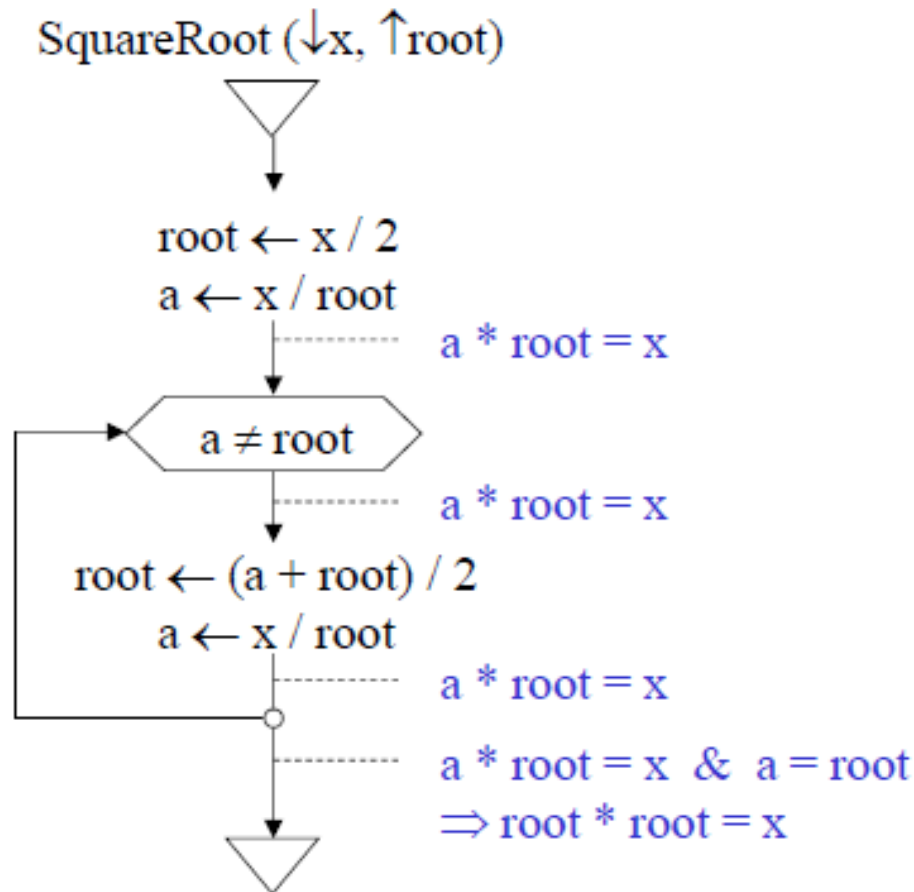 SquareRoot (↓x, ↑root)
root ← x / 2
a ← x / root
a * root = x
a ≠ root
a * root = x
root ← (a + root) / 2
a ← x / root
a * root = x
a * root = x & a = root
⇒ root * root = x